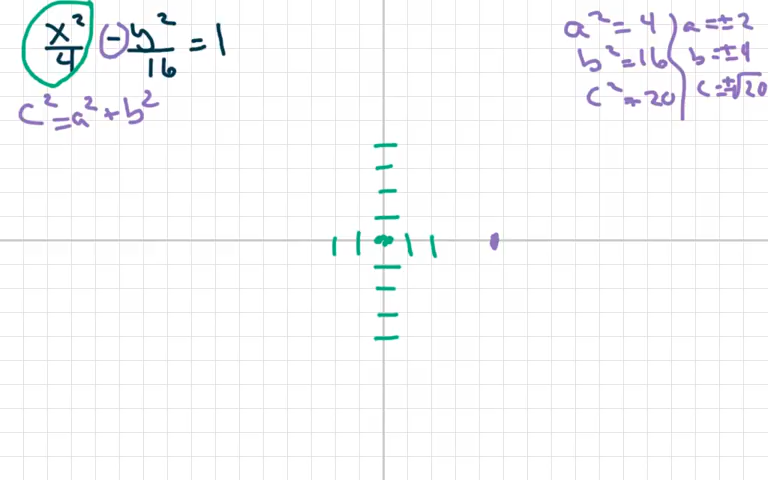 x²/4 - y²/16 = 1
c² = a² + b²
a² = 4 a = ± 2
b² = 16 b = ± 4
c² = 20 c = ±√20